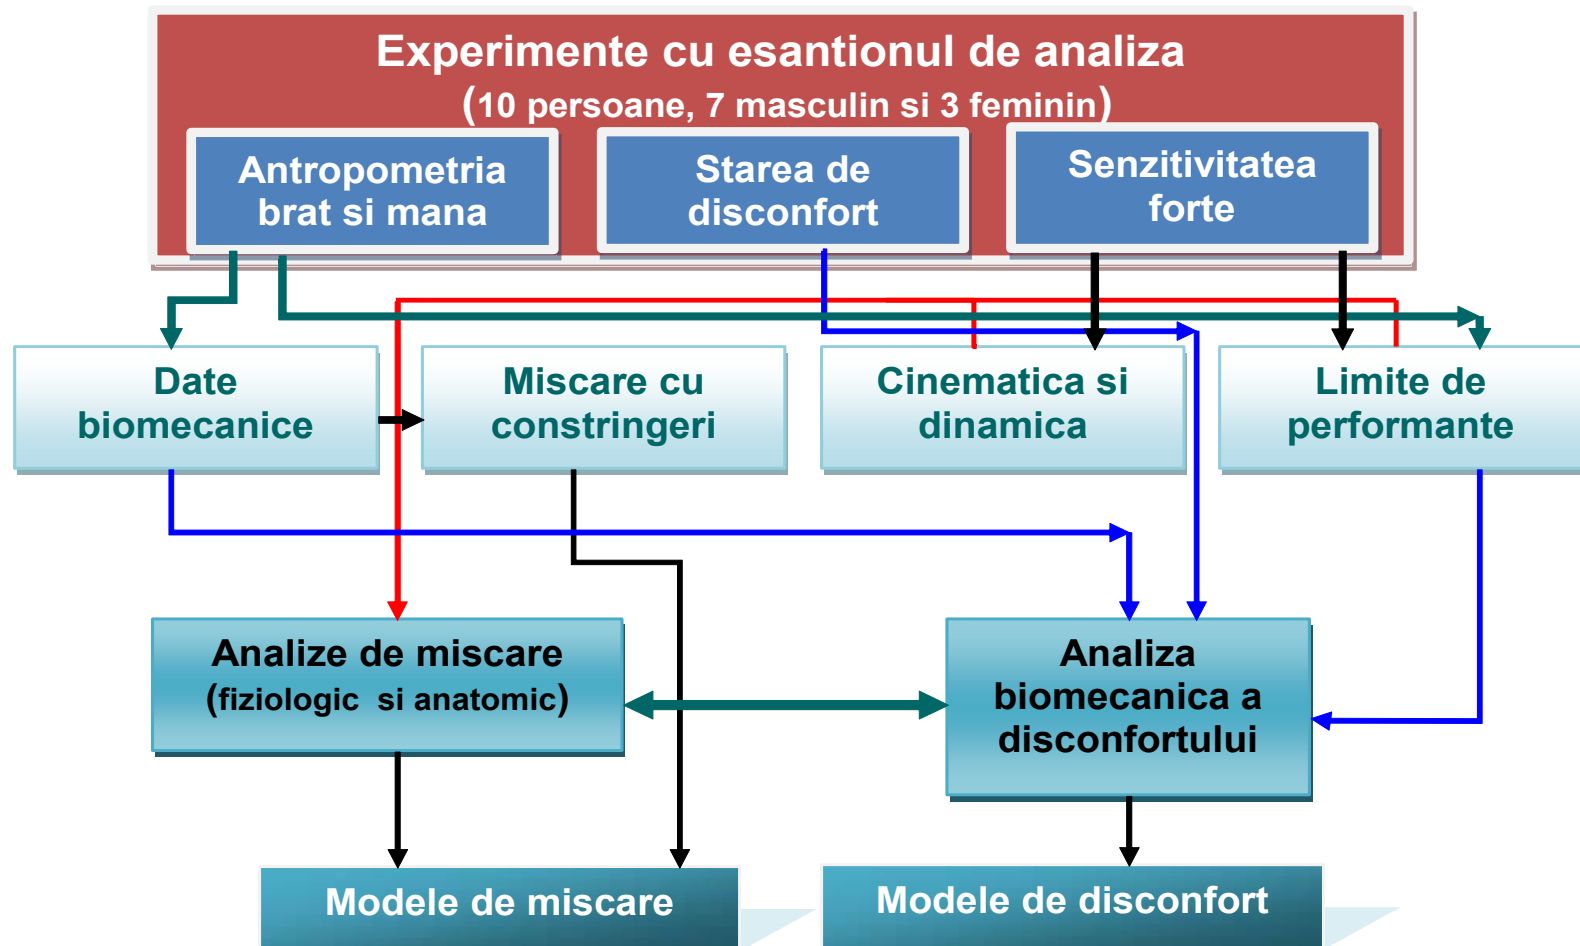 Experimente cu esantionul de analiza
(10 persoane, 7 masculin si 3 feminin)
Antropometria
brat si mana
Starea de
disconfort
Senzitivitatea
forte
Date
biomecanice
Miscare cu
constringeri
Cinematica si
dinamica
Limite de
performante
Analize de miscare
(fiziologic si anatomic)
Analiza
biomecanica a
disconfortului
Modele de miscare
Modele de disconfort